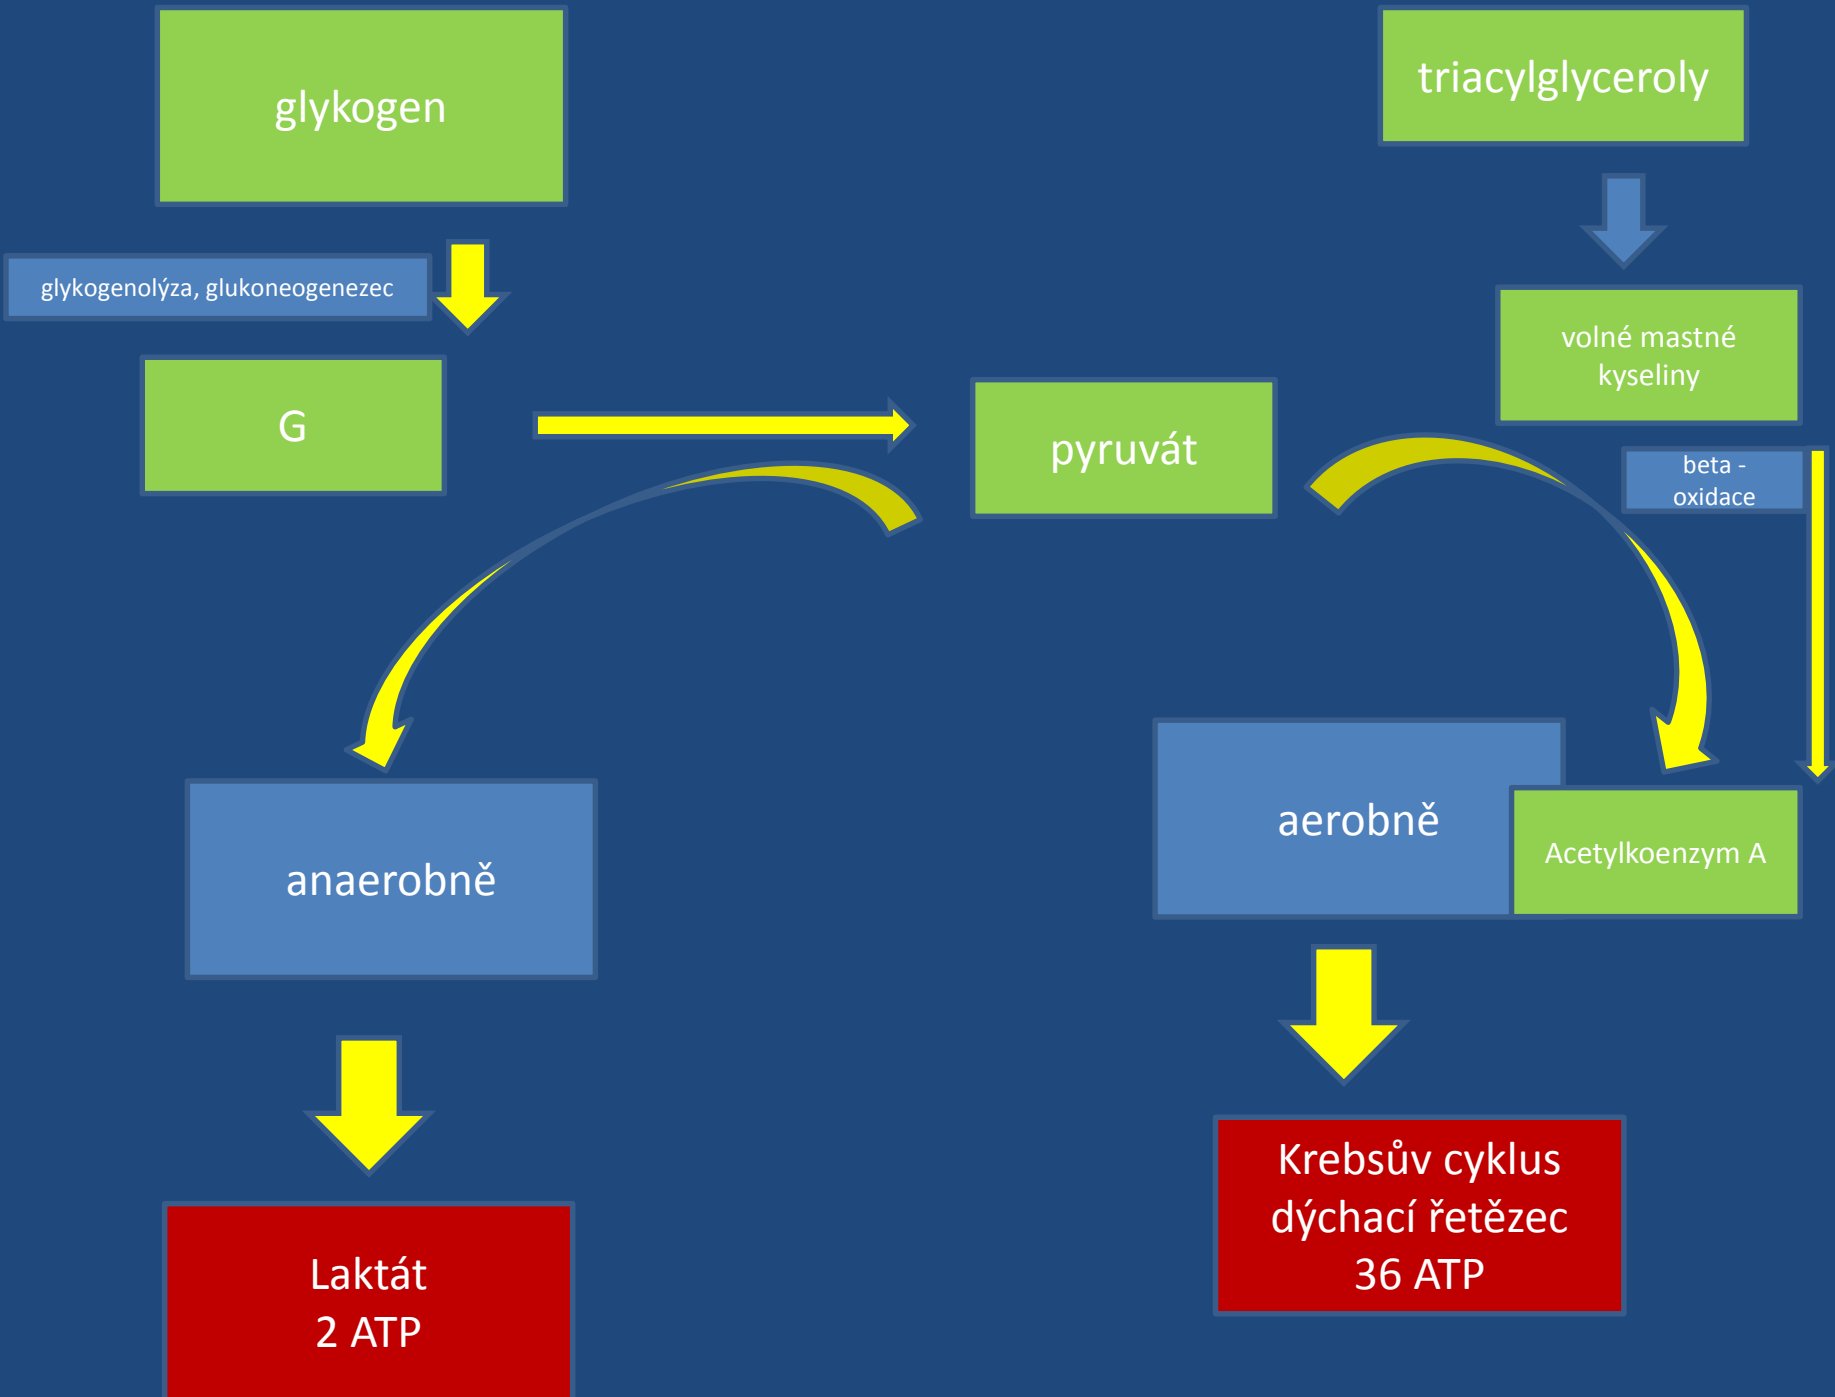 glykogen
triacylglyceroly
glykogenolýza, glukoneogenezec
volné mastné
kyseliny
G
pyruvát
beta -
oxidace
anaerobně
aerobně
Acetylkoenzym A
Laktát
2 ATP
Krebsův cyklus
dýchací řetězec
36 ATP